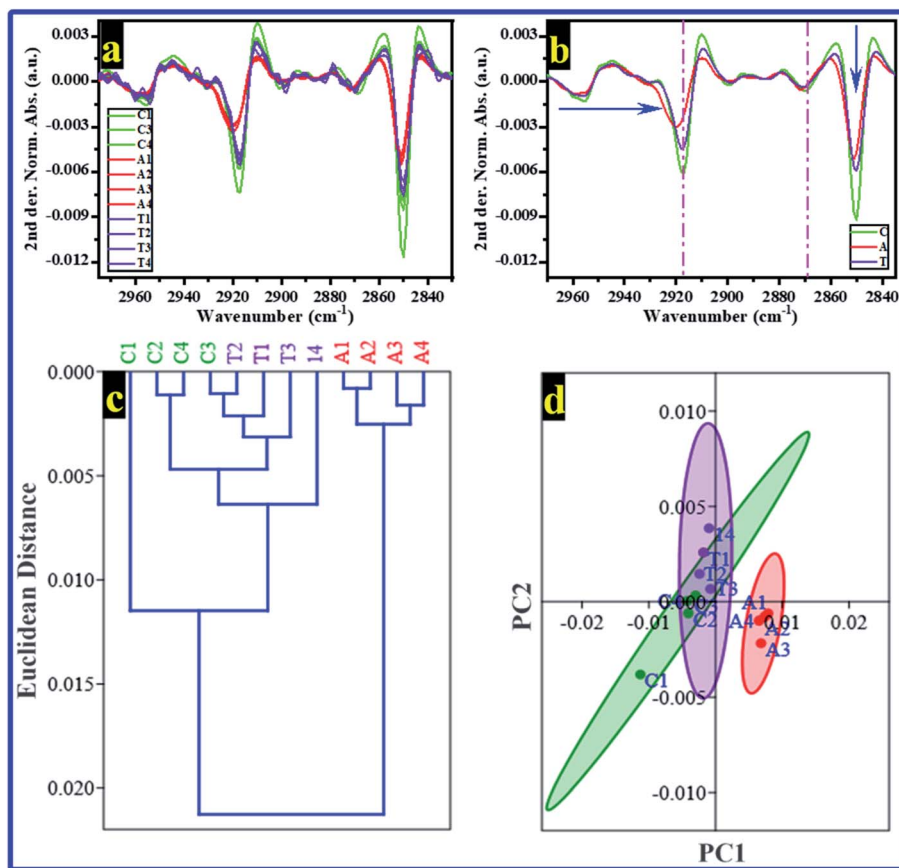 a
0.003
0.000
-0.003
-0.006
-0.009
-0.012
2nd der. Norm. Abs. (a.u.)
C1
C3
C4
A1
A2
A3
A4
T1
T2
T3
T4
2960 2940 2920 2900 2880 2860 2840
Wavenumber (cm-1)
b
0.003
0.000
-0.003
-0.006
-0.009
-0.012
2nd der. Norm. Abs. (a.u.)
C
A
T
2960 2940 2920 2900 2880 2860 2840
Wavenumber (cm-1)
C1 C2 C4 C3 T2 T1 T3 14 A1 A2 A3 A4
c
0.000
0.005
0.010
0.015
0.020
Euclidean Distance
d
0.010
0.005
0.000
-0.005
-0.010
-0.02 -0.01 0.01 0.02
14
T1
T2
T3
C
C2
C1
A1
A4
A2
A3
PC2
PC1